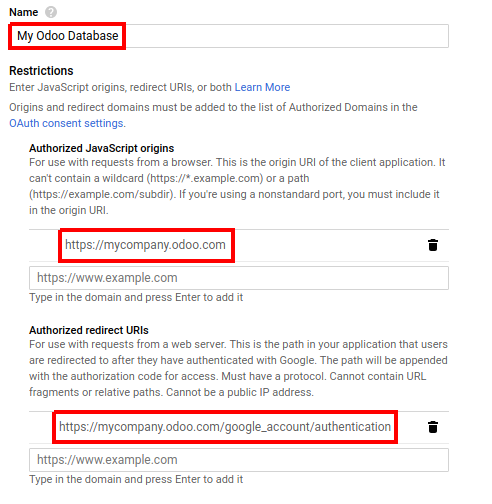 Name ?
My Odoo Database
Restrictions
Enter JavaScript origins, redirect URIs, or both Learn More
Origins and redirect domains must be added to the list of Authorized Domains in the
OAuth consent settings.
Authorized JavaScript origins
For use with requests from a browser. This is the origin URI of the client application. It
can't contain a wildcard (https://*.example.com) or a path
(https://example.com/subdir). If you're using a nonstandard port, you must include it
in the origin URI.
https://mycompany.odoo.com
https://www.example.com
Type in the domain and press Enter to add it
Authorized redirect URIs
For use with requests from a web server. This is the path in your application that users
are redirected to after they have authenticated with Google. The path will be appended
with the authorization code for access. Must have a protocol. Cannot contain URL
fragments or relative paths. Cannot be a public IP address.
https://mycompany.odoo.com/google_account/authentication
https://www.example.com
Type in the domain and press Enter to add it